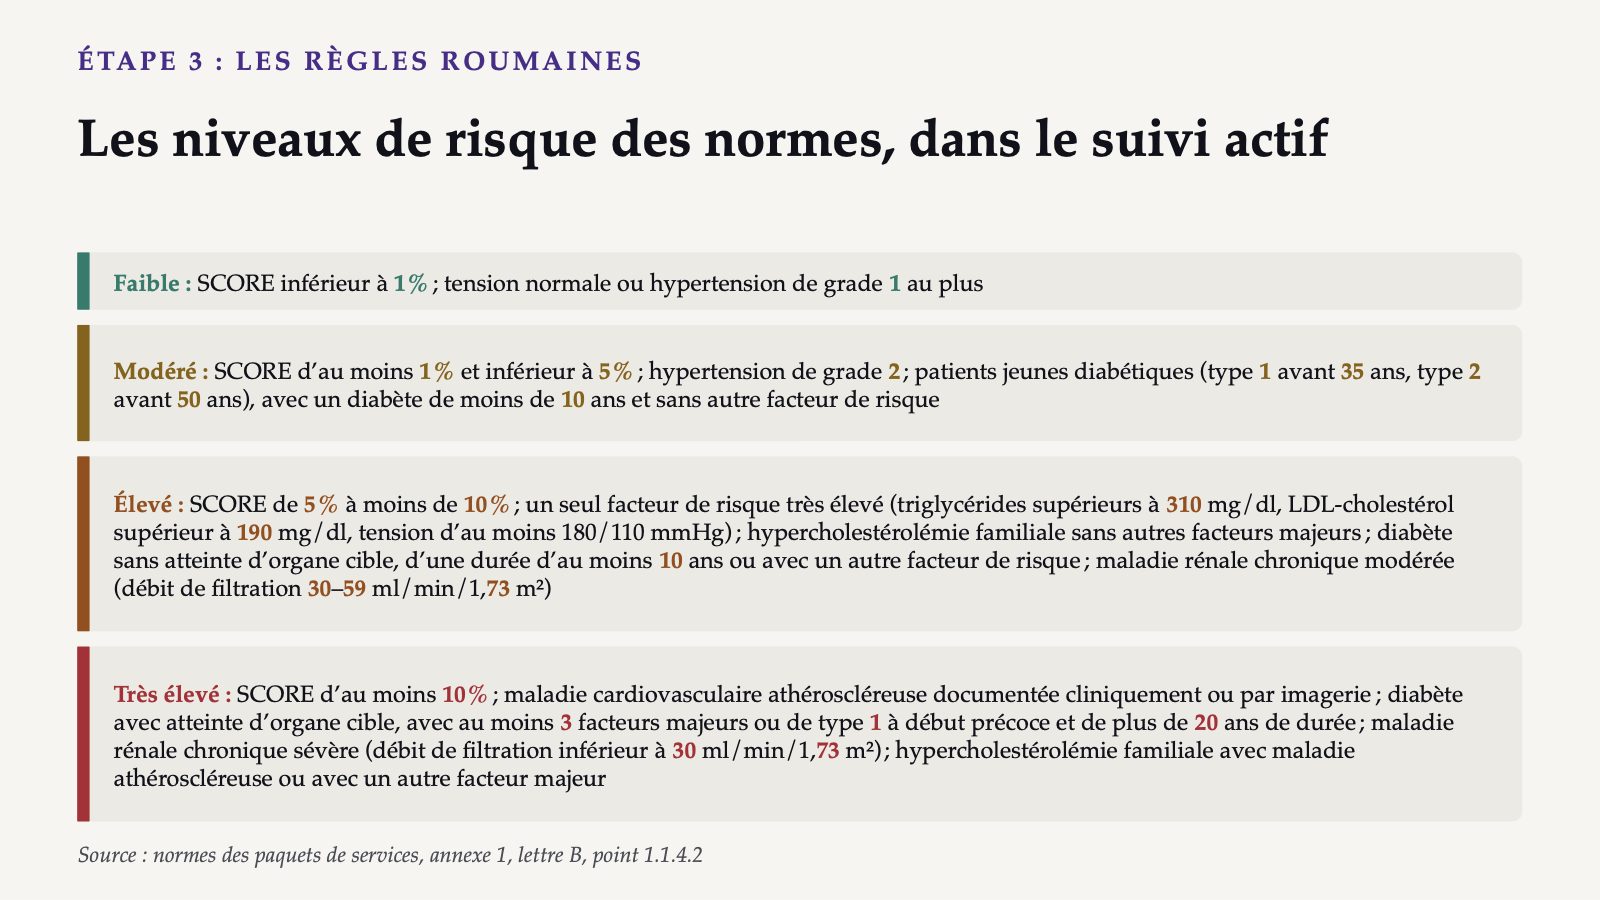 ÉTAPE 3 : LES RÈGLES ROUMAINES
Les niveaux de risque des normes, dans le suivi actif
Faible : SCORE inférieur à 1 % ; tension normale ou hypertension de grade 1 au plus
Modéré : SCORE d’au moins 1 % et inférieur à 5 % ; hypertension de grade 2 ; patients jeunes diabétiques (type 1 avant 35 ans, type 2
avant 50 ans), avec un diabète de moins de 10 ans et sans autre facteur de risque
Élevé : SCORE de 5 % à moins de 10 % ; un seul facteur de risque très élevé (triglycérides supérieurs à 310 mg/dl, LDL-cholestérol
supérieur à 190 mg/dl, tension d’au moins 180/110 mmHg) ; hypercholestérolémie familiale sans autres facteurs majeurs ; diabète
sans atteinte d’organe cible, d’une durée d’au moins 10 ans ou avec un autre facteur de risque ; maladie rénale chronique modérée
(débit de filtration 30–59 ml/min/1,73 m²)
Très élevé : SCORE d’au moins 10 % ; maladie cardiovasculaire athéroscléreuse documentée cliniquement ou par imagerie ; diabète
avec atteinte d’organe cible, avec au moins 3 facteurs majeurs ou de type 1 à début précoce et de plus de 20 ans de durée ; maladie
rénale chronique sévère (débit de filtration inférieur à 30 ml/min/1,73 m²) ; hypercholestérolémie familiale avec maladie
athéroscléreuse ou avec un autre facteur majeur
Source : normes des paquets de services, annexe 1, lettre B, point 1.1.4.2